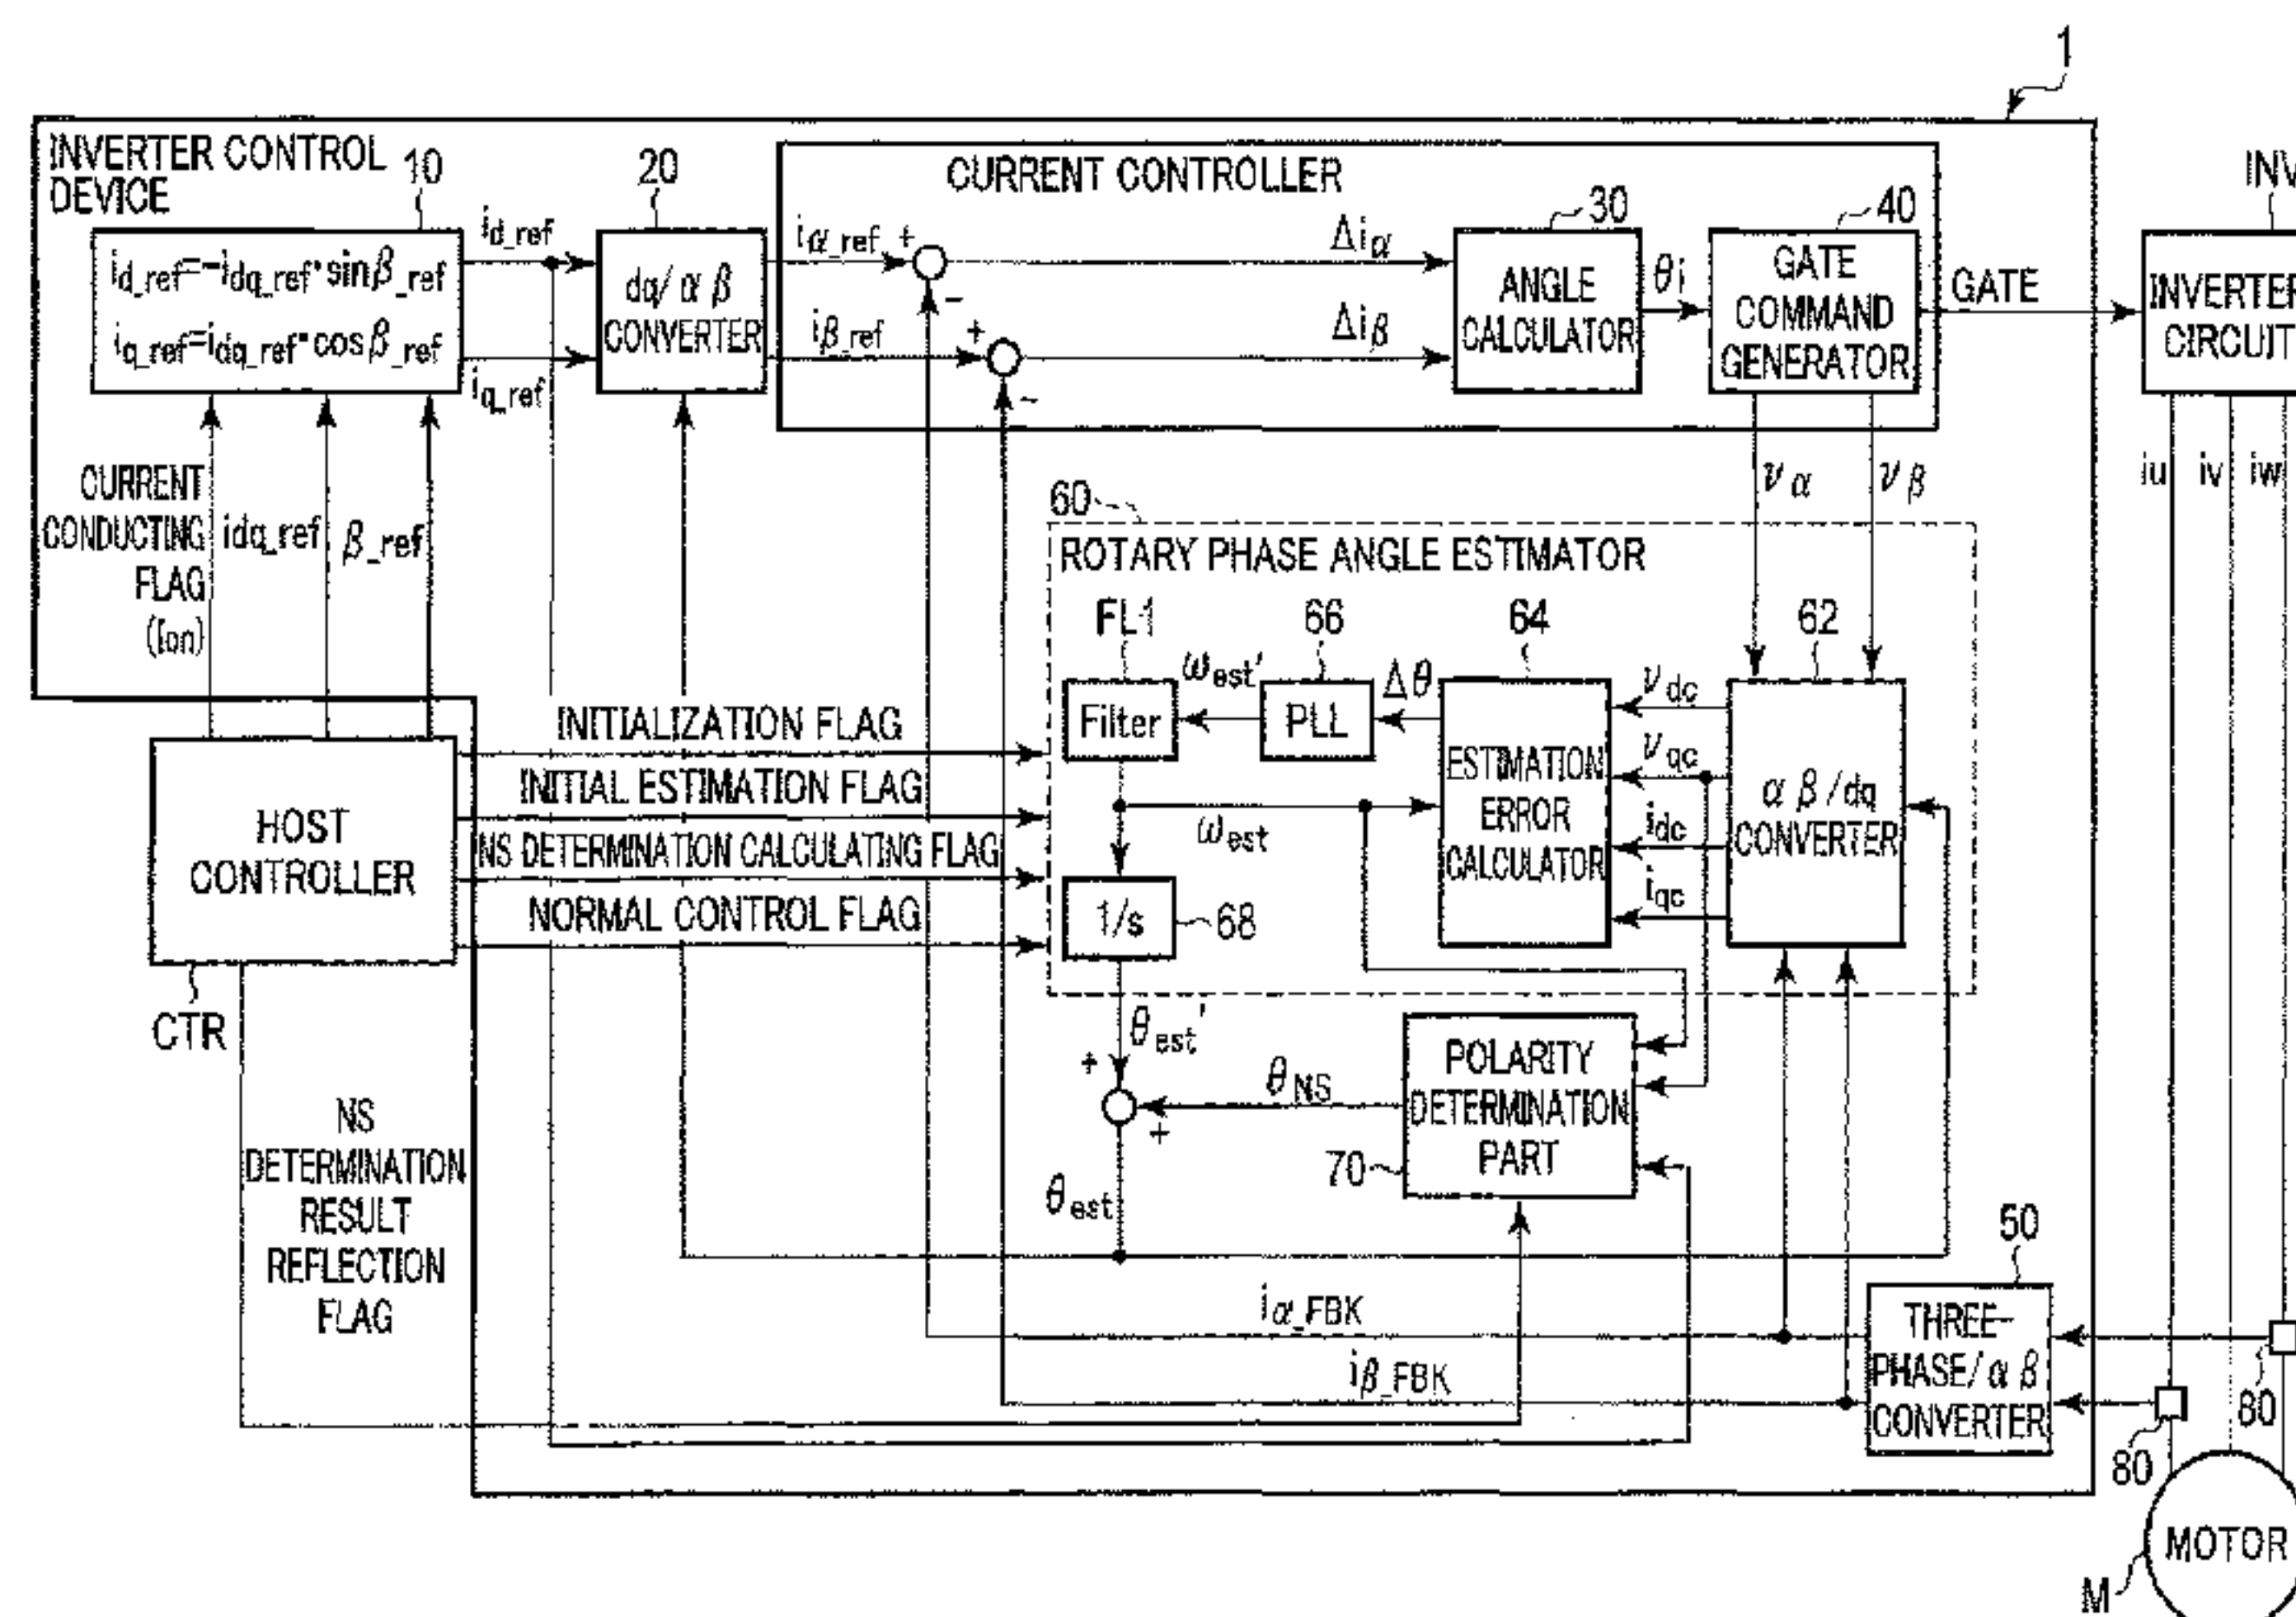 1
INVERTER CONTROL
DEVICE
10
20
CURRENT CONTROLLER
30
40
INV
id_ref=-idq_ref·sinβ_ref
iq_ref=idq_ref·cosβ_ref
id_ref
iq_ref
dq/αβ
CONVERTER
iα_ref
+
-
iβ_ref
+
-
Δiα
Δiβ
ANGLE
CALCULATOR
θi
GATE
COMMAND
GENERATOR
GATE
INVERTER
CIRCUIT
CURRENT
CONDUCTING
FLAG
(Ion)
idq_ref
β_ref
να
νβ
iu
iv
iw
60
ROTARY PHASE ANGLE ESTIMATOR
FL1
66
64
62
Filter
ωest'
PLL
Δθ
ESTIMATION
ERROR
CALCULATOR
νdc
νqc
idc
iqc
αβ/dq
CONVERTER
ωest
1/s
68
HOST
CONTROLLER
CTR
INITIALIZATION FLAG
INITIAL ESTIMATION FLAG
NS DETERMINATION CALCULATING FLAG
NORMAL CONTROL FLAG
θest'
+
+
θNS
θest
POLARITY
DETERMINATION
PART
70
NS
DETERMINATION
RESULT
REFLECTION
FLAG
iα_FBK
iβ_FBK
50
THREE-
PHASE/αβ
CONVERTER
80
80
MOTOR
M